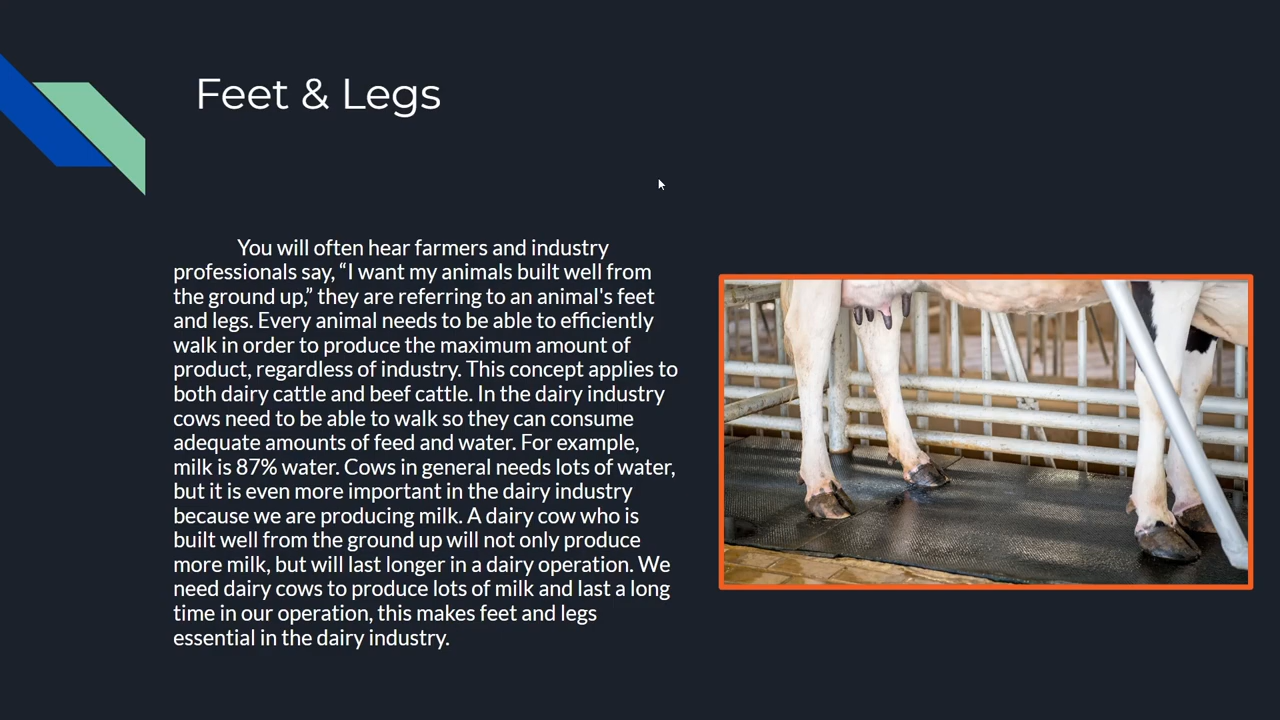 Feet & Legs
You will often hear farmers and industry
professionals say, “I want my animals built well from
the ground up,” they are referring to an animal's feet
and legs. Every animal needs to be able to efficiently
walk in order to produce the maximum amount of
product, regardless of industry. This concept applies to
both dairy cattle and beef cattle. In the dairy industry
cows need to be able to walk so they can consume
adequate amounts of feed and water. For example,
milk is 87% water. Cows in general needs lots of water,
but it is even more important in the dairy industry
because we are producing milk. A dairy cow who is
built well from the ground up will not only produce
more milk, but will last longer in a dairy operation. We
need dairy cows to produce lots of milk and last a long
time in our operation, this makes feet and legs
essential in the dairy industry.